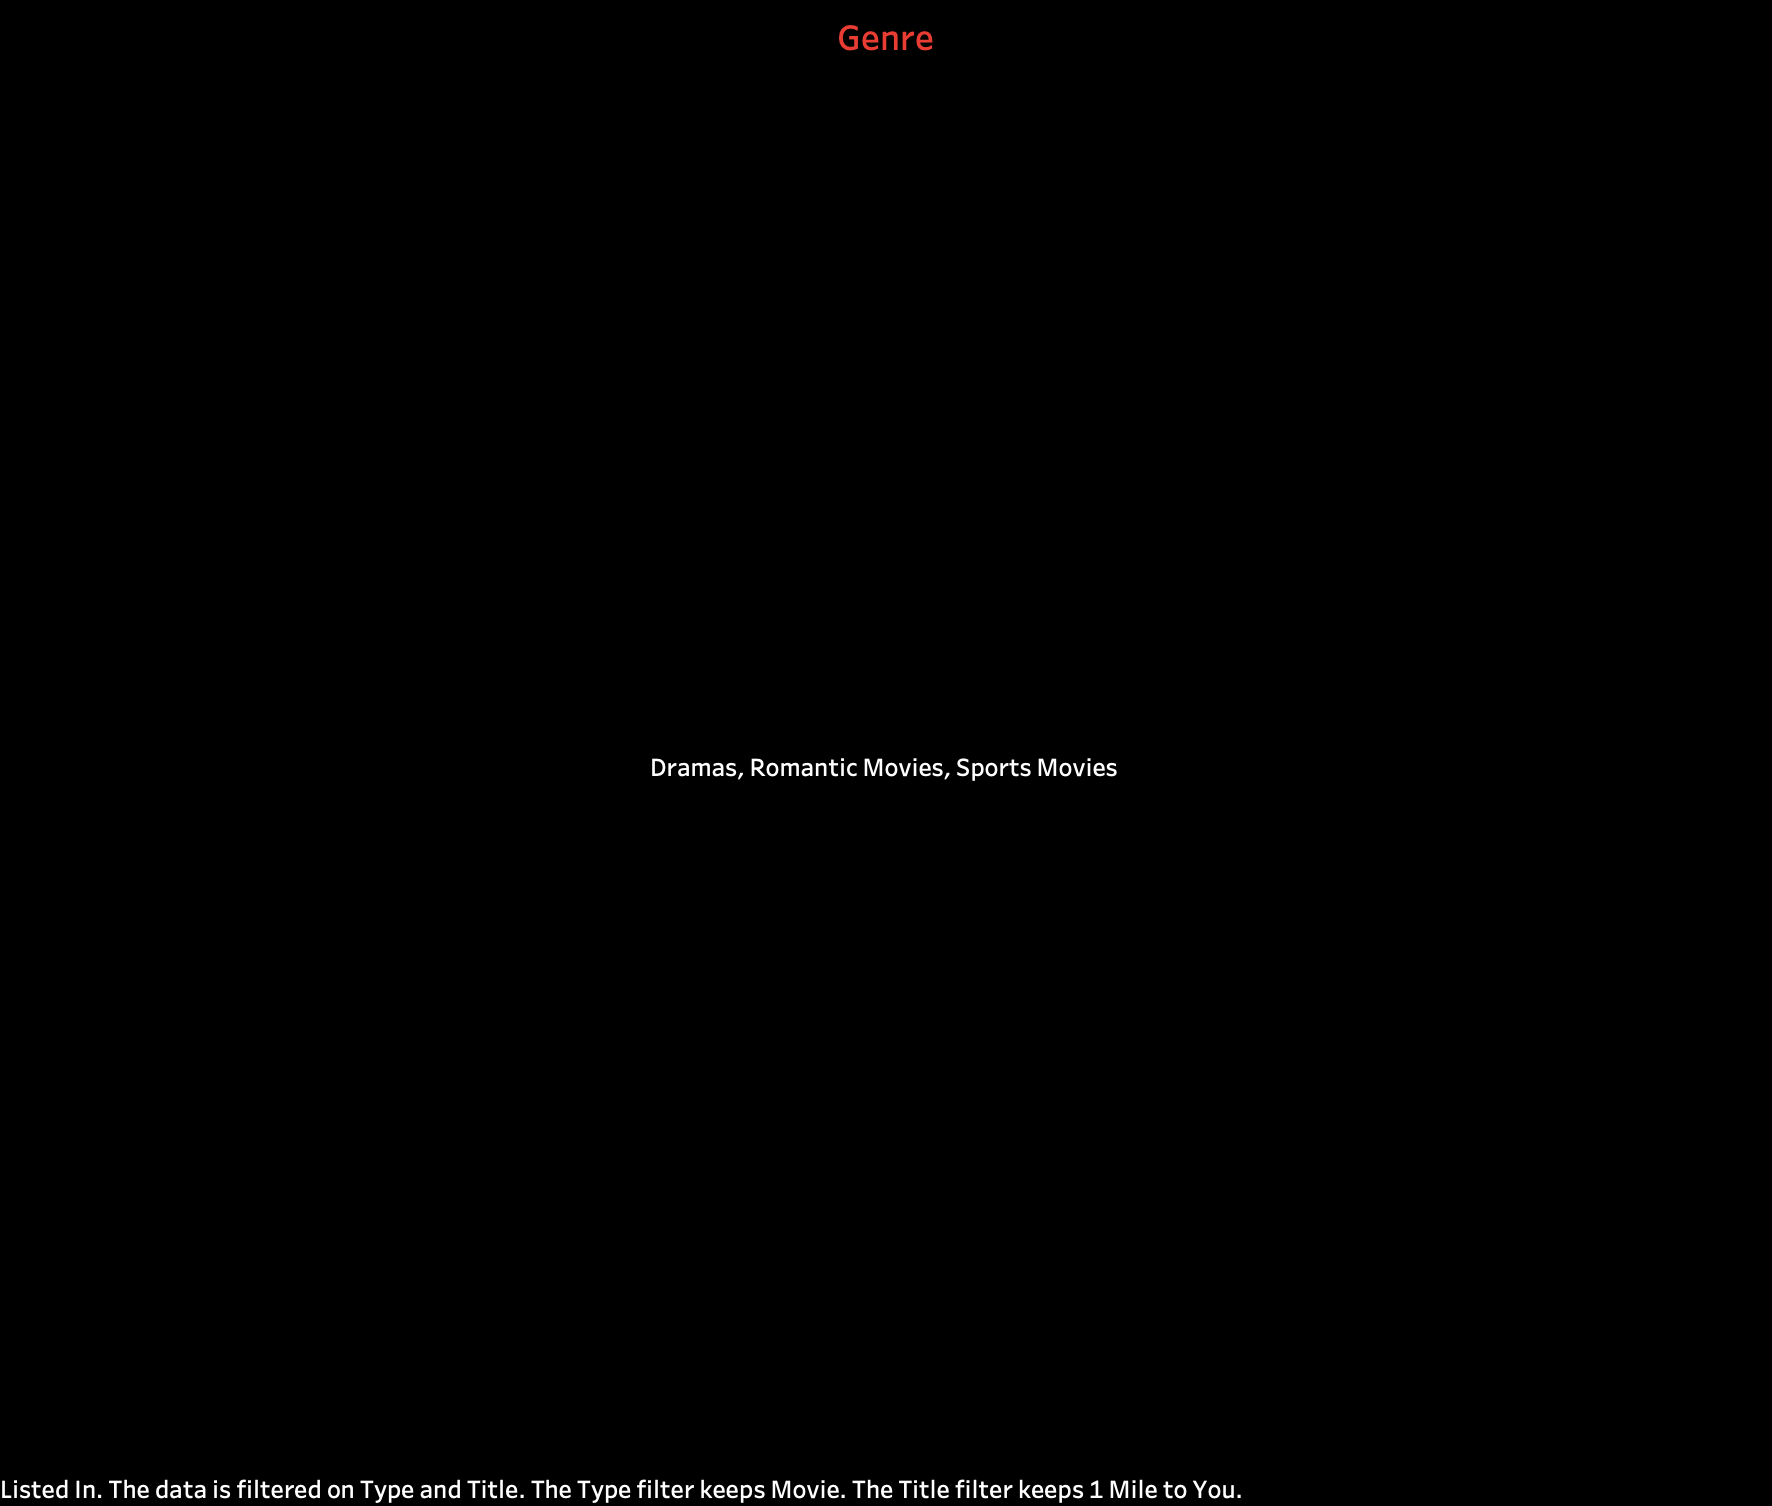 Genre
Dramas, Romantic Movies, Sports Movies
Listed In. The data is filtered on Type and Title. The Type filter keeps Movie. The Title filter keeps 1 Mile to You.